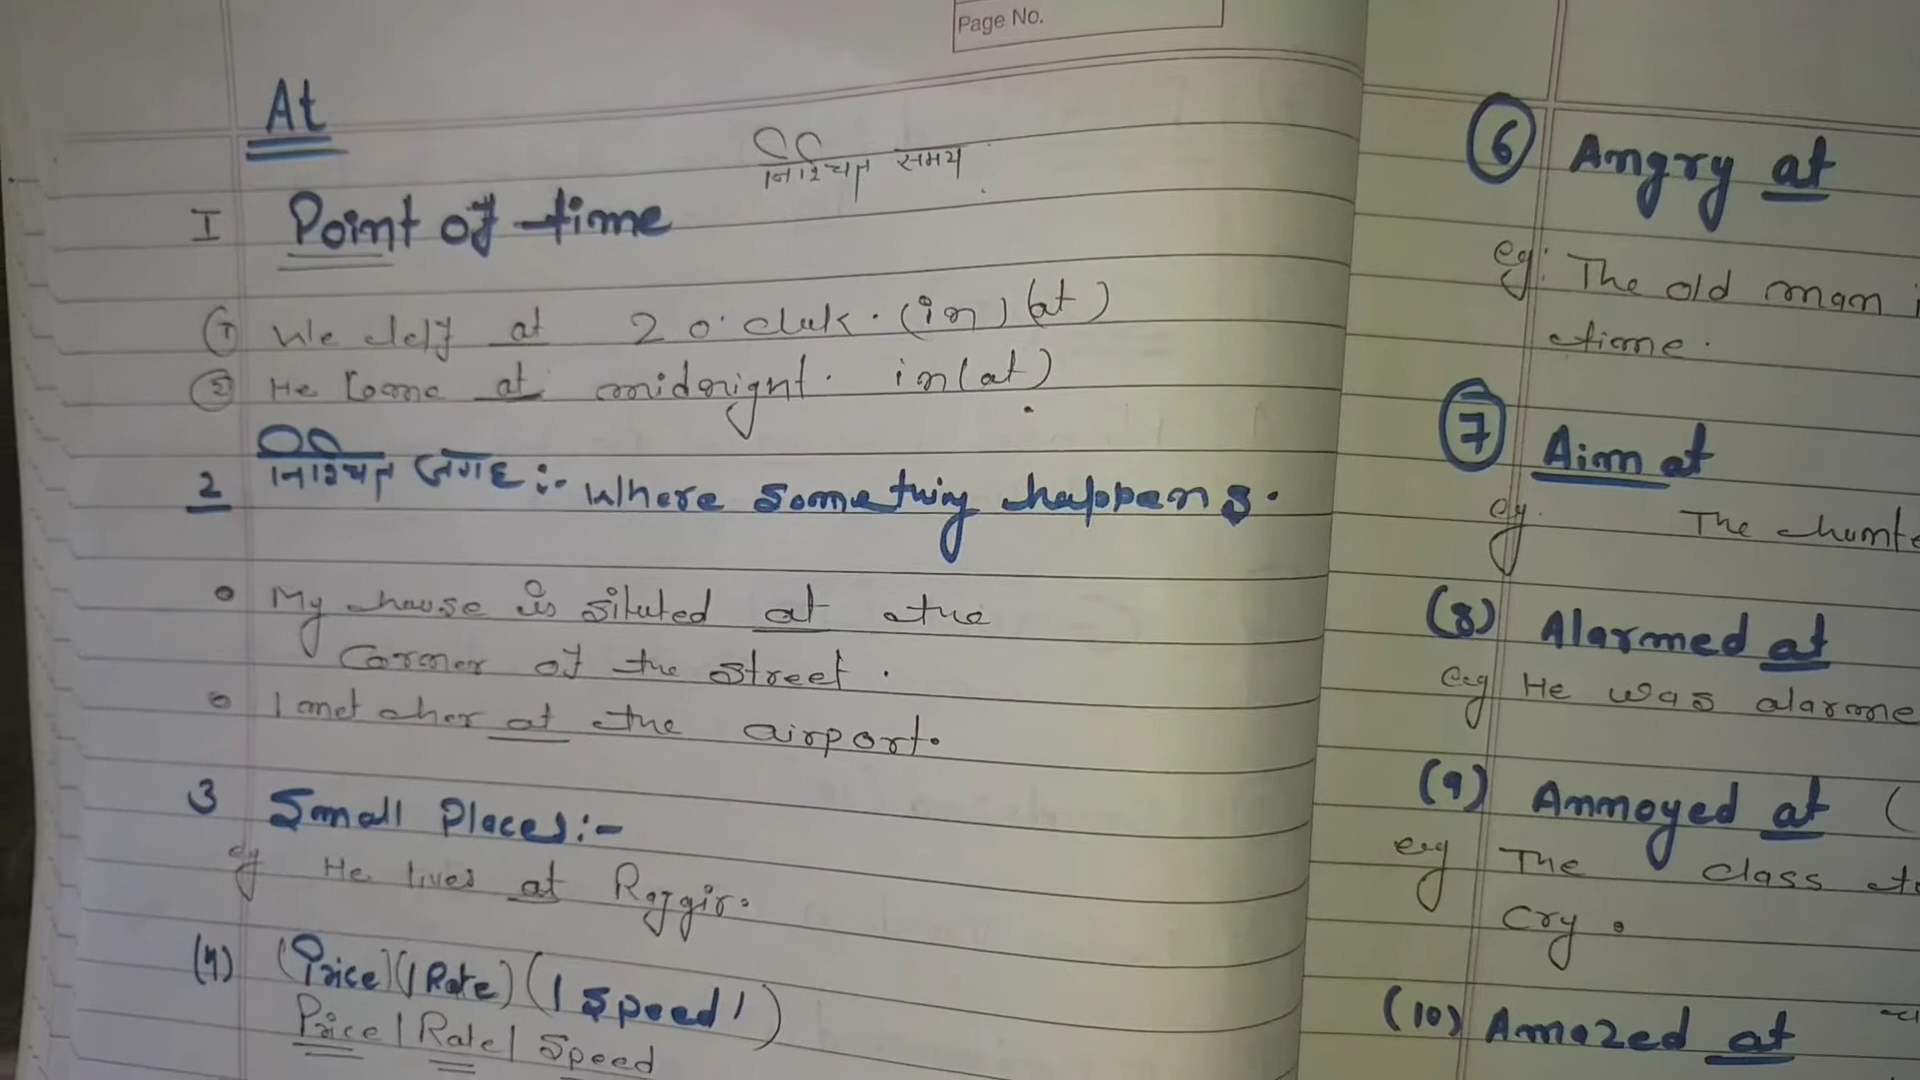 Page No.
At
निश्चित समय
I Point of time
① We left at 2 o'clock. (in) (at)
② He came at midnight. in (at)
2 निश्चित जगह :- Where Something happens.
o My house is situted at the
Corner of the street.
o I met her at the airport.
3 Small Places :-
eg He lives at Rajgir.
(4) (Price) (| Rate) (| Speed ')
Price | Rate | Speed
⑥ Angry at
eg: The old man
time.
⑦ Aim at
eg. The
(8) Alarmed at
eg He was
(9) Annoyed at (
eg The class
Cry.
(10) Amazed at